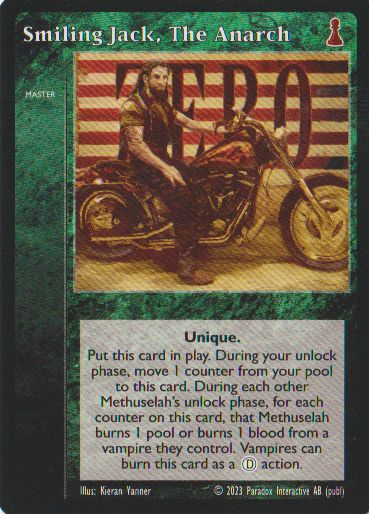 Smiling Jack, The Anarch
MASTER
ZERO
Unique.
Put this card in play. During your unlock
phase, move 1 counter from your pool
to this card. During each other
Methuselah's unlock phase, for each
counter on this card, that Methuselah
burns 1 pool or burns 1 blood from a
vampire they control. Vampires can
burn this card as a Ⓓ action.
Illus: Kieran Yanner © 2023 Paradox Interactive AB (publ)